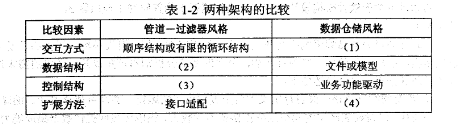 表 1-2 两种架构的比较
比较因素 管道－过滤器风格 数据仓储风格
交互方式 顺序结构或有限的循环结构 （1）
数据结构 （2） 文件或模型
控制结构 （3） 业务功能驱动
扩展方法 接口适配 （4）